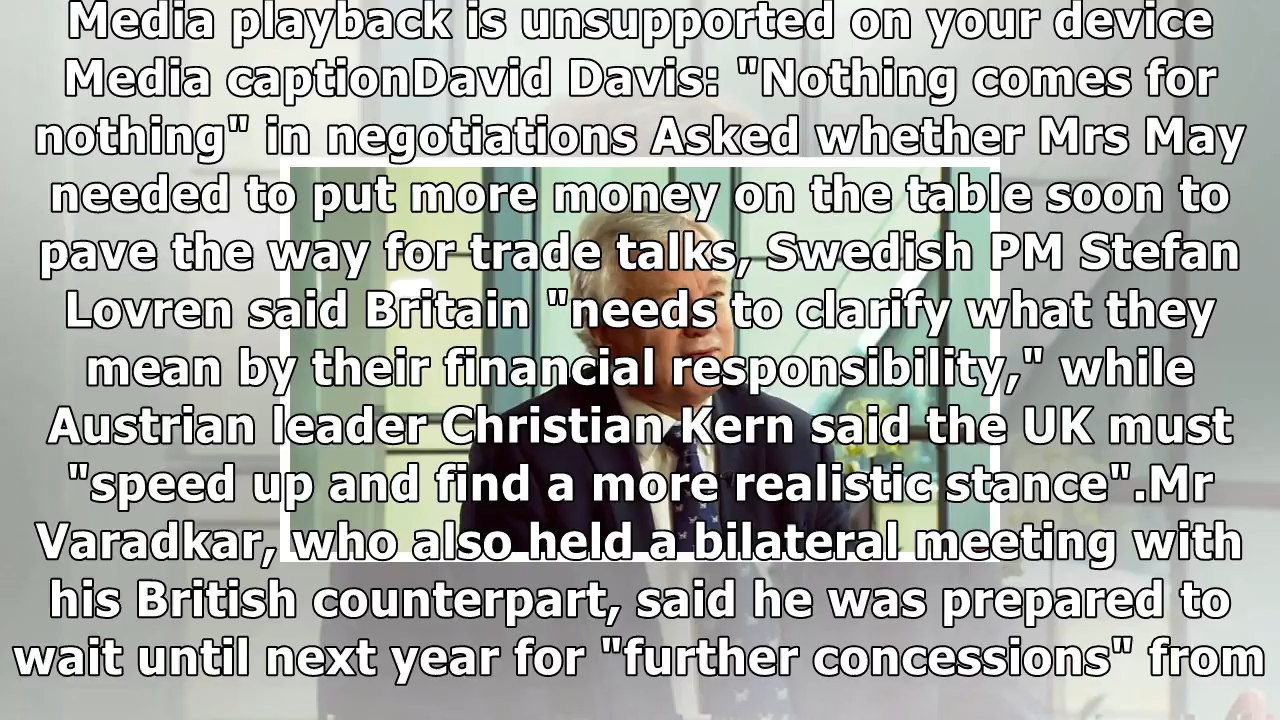 Media playback is unsupported on your device
Media captionDavid Davis: "Nothing comes for
nothing" in negotiations Asked whether Mrs May
needed to put more money on the table soon to
pave the way for trade talks, Swedish PM Stefan
Lovren said Britain "needs to clarify what they
mean by their financial responsibility," while
Austrian leader Christian Kern said the UK must
"speed up and find a more realistic stance".Mr
Varadkar, who also held a bilateral meeting with
his British counterpart, said he was prepared to
wait until next year for "further concessions" from